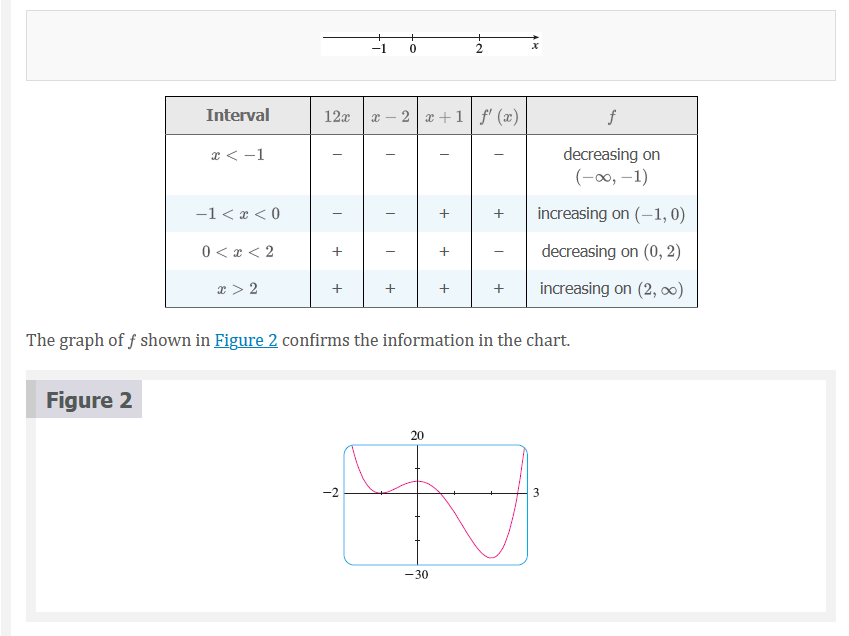 −1 0 2 x
Interval 12x x − 2 x + 1 f′ (x) f
x < −1 − − − − decreasing on
(−∞, −1)
−1 < x < 0 − − + + increasing on (−1, 0)
0 < x < 2 + − + − decreasing on (0, 2)
x > 2 + + + + increasing on (2, ∞)
The graph of f shown in Figure 2 confirms the information in the chart.
Figure 2
20
−2 3
−30